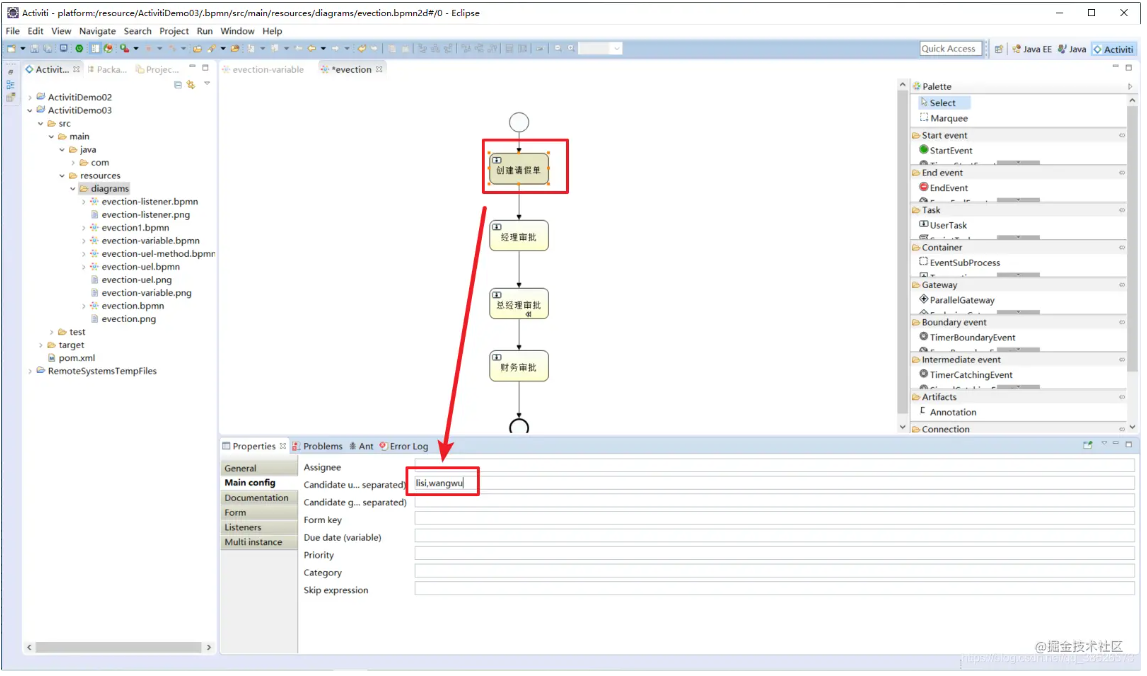 Activiti - platform:/resource/ActivitiDemo03/.bpmn/src/main/resources/diagrams/evection.bpmn2d#/0 - Eclipse
File Edit View Navigate Search Project Run Window Help
Quick Access Java EE Java Activiti
Activit... Packa... Projec...
evection-variable *evection
ActivitiDemo02
ActivitiDemo03
src
main
java
com
resources
diagrams
evection-listener.bpmn
evection-listener.png
evection1.bpmn
evection-variable.bpmn
evection-uel-method.bpmn
evection-uel.bpmn
evection-uel.png
evection-variable.png
evection.bpmn
evection.png
test
target
pom.xml
RemoteSystemsTempFiles
创建请假单
经理审批
总经理审批
财务审批
Palette
Select
Marquee
Start event
StartEvent
End event
EndEvent
Task
UserTask
Container
EventSubProcess
Gateway
ParallelGateway
Boundary event
TimerBoundaryEvent
Intermediate event
TimerCatchingEvent
Artifacts
Annotation
Connection
Properties Problems Ant Error Log
General
Main config
Documentation
Form
Listeners
Multi instance
Assignee
Candidate u... separated) lisi,wangwu
Candidate g... separated)
Form key
Due date (variable)
Priority
Category
Skip expression
@掘金技术社区